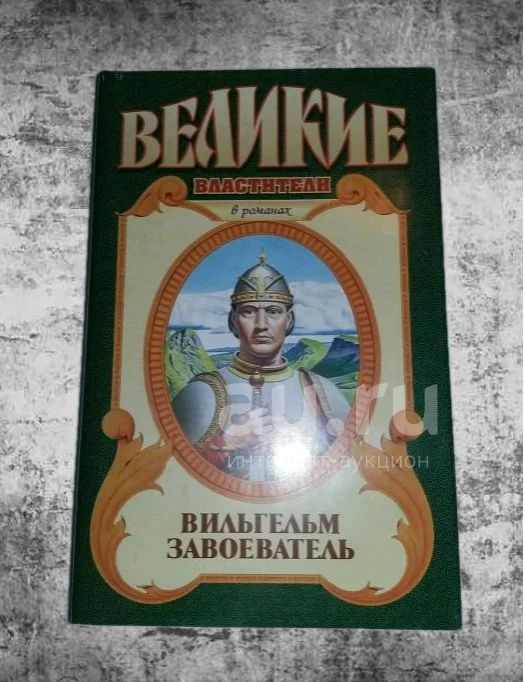 ВЕЛИКИЕ
ВЛАСТИТЕЛИ
в романах
au.ru
интернет-аукцион
ВИЛЬГЕЛЬМ
ЗАВОЕВАТЕЛЬ